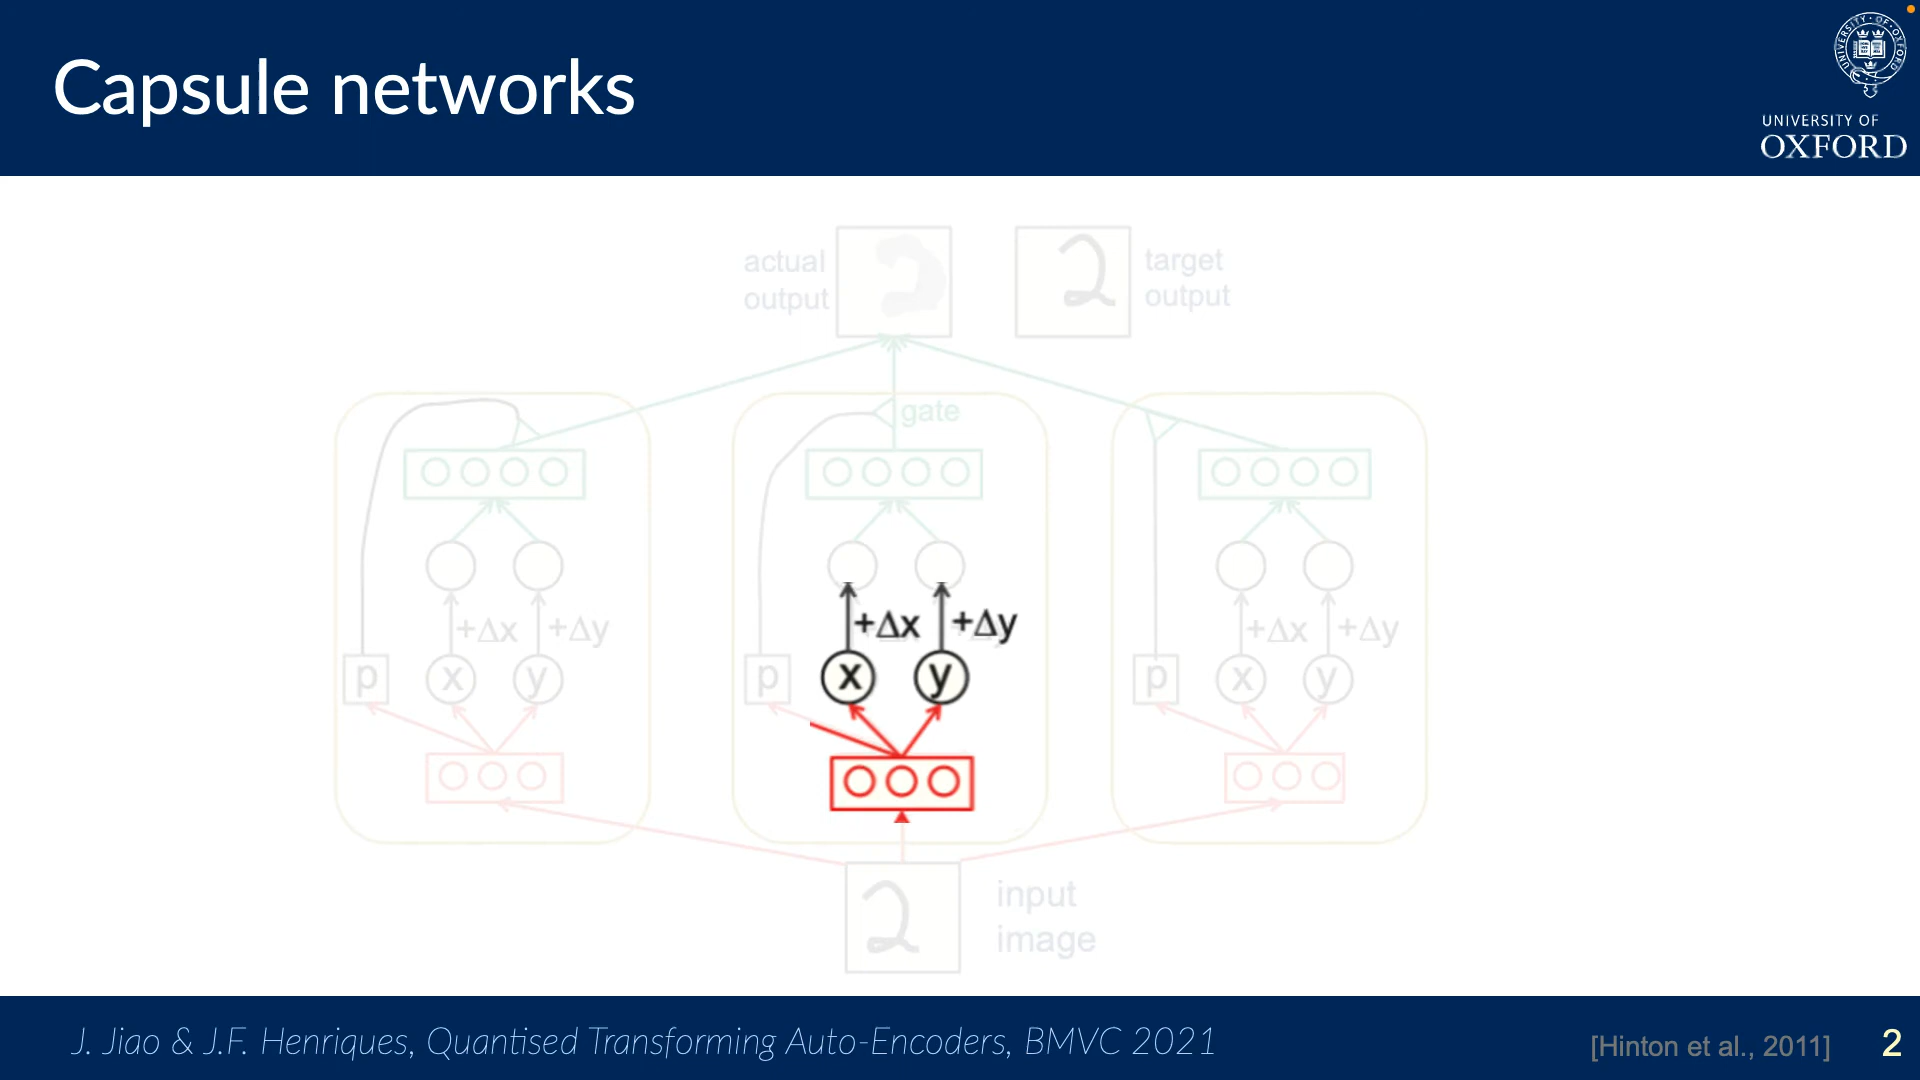 Capsule networks
UNIVERSITY OF
OXFORD
actual
output
target
output
gate
+Δx
+Δy
+Δx
+Δy
+Δx
+Δy
p
x
y
p
x
y
p
x
y
input
image
J. Jiao & J.F. Henriques, Quantised Transforming Auto-Encoders, BMVC 2021
[Hinton et al., 2011]
2